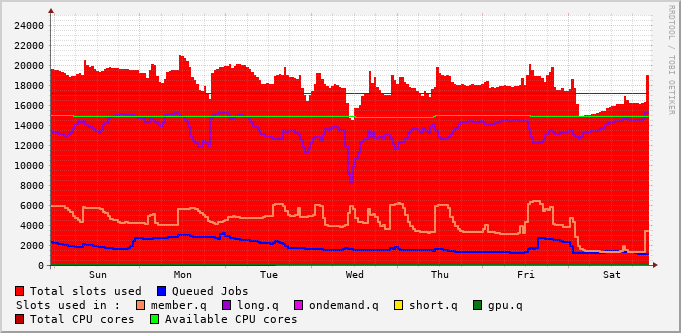 RRDTOOL / TOBI OETIKER
24000
22000
20000
18000
16000
14000
12000
10000
8000
6000
4000
2000
0
Sun Mon Tue Wed Thu Fri Sat
Total slots used Queued Jobs
Slots used in : member.q long.q ondemand.q short.q gpu.q
Total CPU cores Available CPU cores